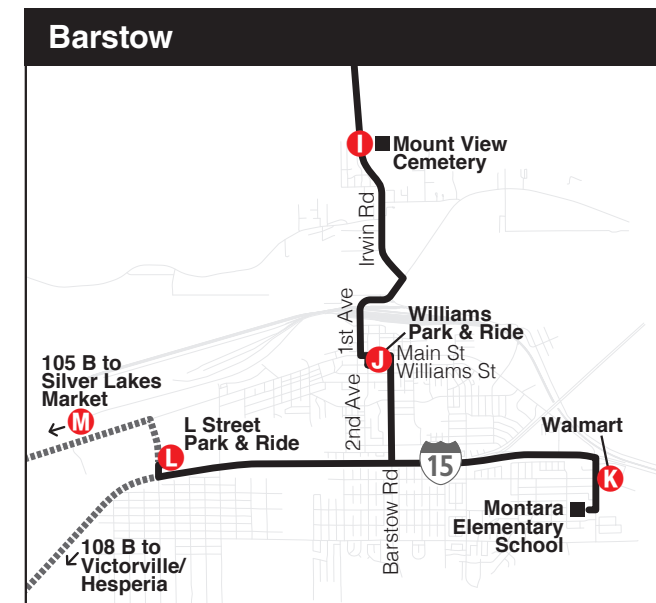 Barstow
I
Mount View
Cemetery
Irwin Rd
1st Ave
Williams
Park & Ride
J
Main St
Williams St
2nd Ave
105 B to
Silver Lakes
Market
M
L Street
Park & Ride
L
15
Walmart
K
Barstow Rd
Montara
Elementary
School
108 B to
Victorville/
Hesperia